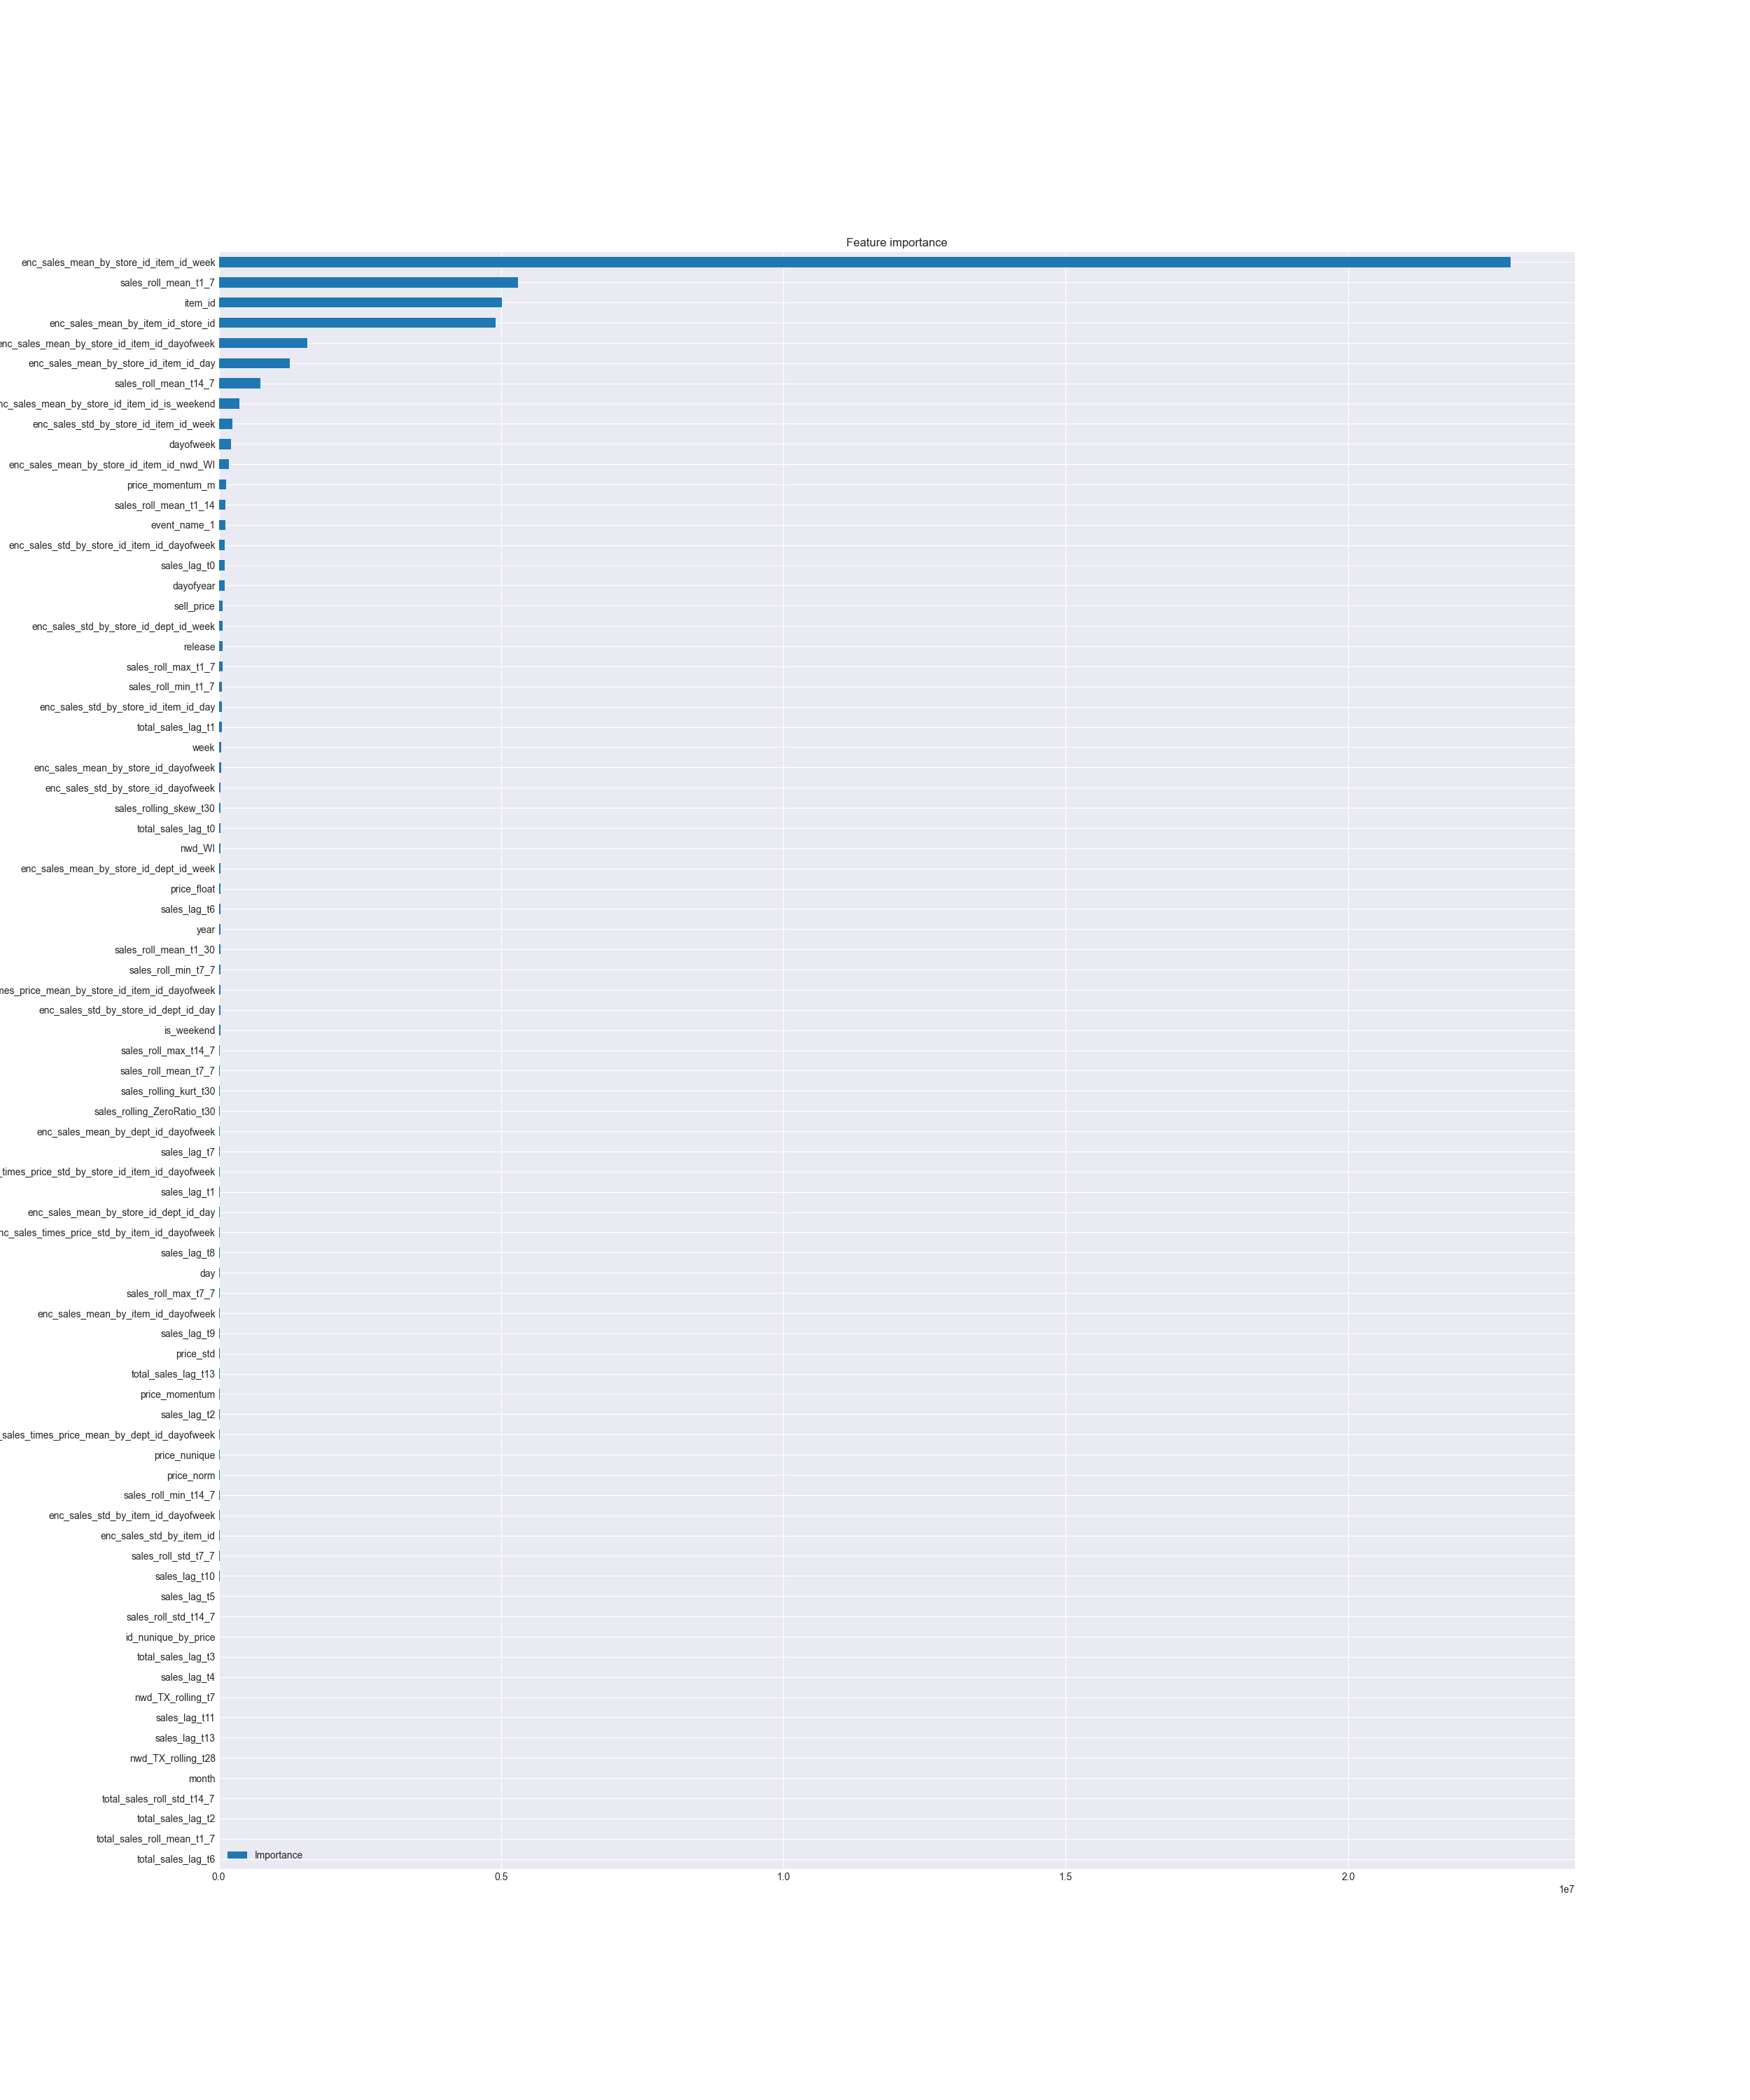 Feature importance
enc_sales_mean_by_store_id_item_id_week
sales_roll_mean_t1_7
item_id
enc_sales_mean_by_item_id_store_id
enc_sales_mean_by_store_id_item_id_dayofweek
enc_sales_mean_by_store_id_item_id_day
sales_roll_mean_t14_7
nc_sales_mean_by_store_id_item_id_is_weekend
enc_sales_std_by_store_id_item_id_week
dayofweek
enc_sales_mean_by_store_id_item_id_nwd_WI
price_momentum_m
sales_roll_mean_t1_14
event_name_1
enc_sales_std_by_store_id_item_id_dayofweek
sales_lag_t0
dayofyear
sell_price
enc_sales_std_by_store_id_dept_id_week
release
sales_roll_max_t1_7
sales_roll_min_t1_7
enc_sales_std_by_store_id_item_id_day
total_sales_lag_t1
week
enc_sales_mean_by_store_id_dayofweek
enc_sales_std_by_store_id_dayofweek
sales_rolling_skew_t30
total_sales_lag_t0
nwd_WI
enc_sales_mean_by_store_id_dept_id_week
price_float
sales_lag_t6
year
sales_roll_mean_t1_30
sales_roll_min_t7_7
mes_price_mean_by_store_id_item_id_dayofweek
enc_sales_std_by_store_id_dept_id_day
is_weekend
sales_roll_max_t14_7
sales_roll_mean_t7_7
sales_rolling_kurt_t30
sales_rolling_ZeroRatio_t30
enc_sales_mean_by_dept_id_dayofweek
sales_lag_t7
_times_price_std_by_store_id_item_id_dayofweek
sales_lag_t1
enc_sales_mean_by_store_id_dept_id_day
nc_sales_times_price_std_by_item_id_dayofweek
sales_lag_t8
day
sales_roll_max_t7_7
enc_sales_mean_by_item_id_dayofweek
sales_lag_t9
price_std
total_sales_lag_t13
price_momentum
sales_lag_t2
_sales_times_price_mean_by_dept_id_dayofweek
price_nunique
price_norm
sales_roll_min_t14_7
enc_sales_std_by_item_id_dayofweek
enc_sales_std_by_item_id
sales_roll_std_t7_7
sales_lag_t10
sales_lag_t5
sales_roll_std_t14_7
id_nunique_by_price
total_sales_lag_t3
sales_lag_t4
nwd_TX_rolling_t7
sales_lag_t11
sales_lag_t13
nwd_TX_rolling_t28
month
total_sales_roll_std_t14_7
total_sales_lag_t2
total_sales_roll_mean_t1_7
total_sales_lag_t6
Importance
0.0 0.5 1.0 1.5 2.0
1e7